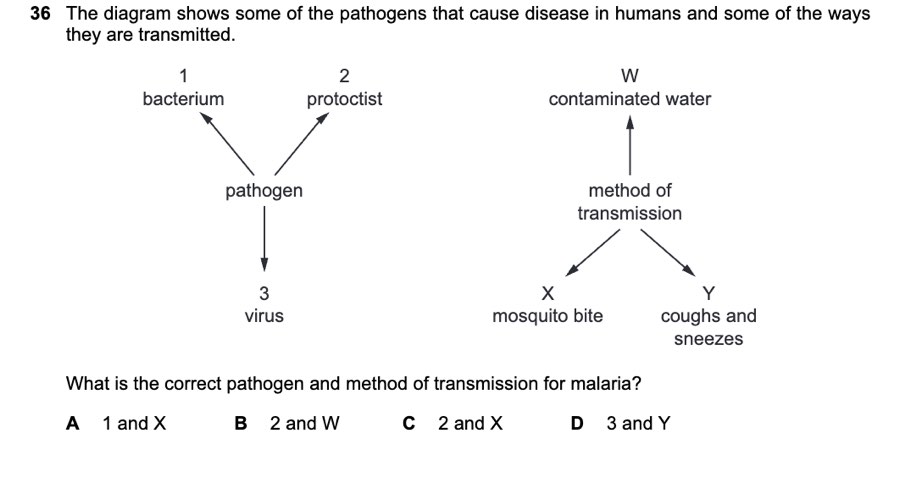 36 The diagram shows some of the pathogens that cause disease in humans and some of the ways
they are transmitted.
1
bacterium
2
protoctist
pathogen
3
virus
W
contaminated water
method of
transmission
X
mosquito bite
Y
coughs and
sneezes
What is the correct pathogen and method of transmission for malaria?
A 1 and X B 2 and W C 2 and X D 3 and Y